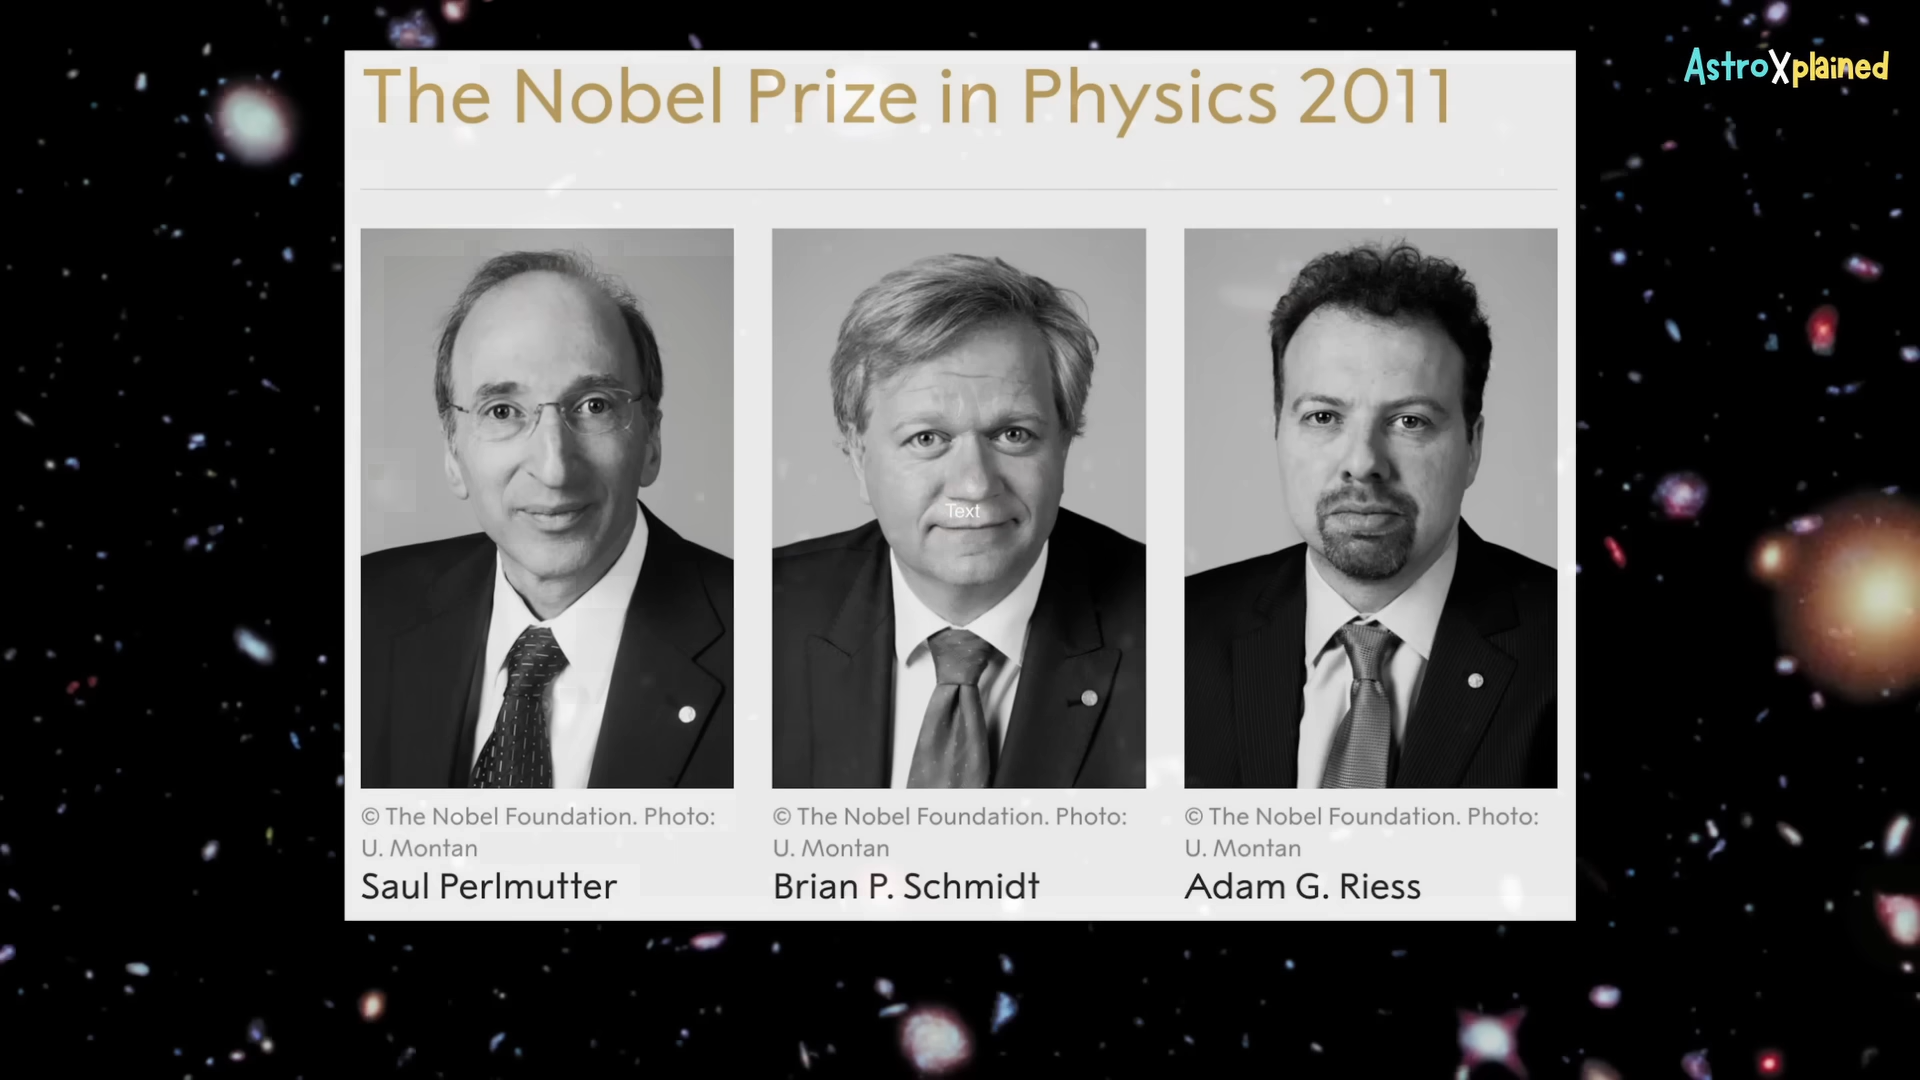 AstroXplained
The Nobel Prize in Physics 2011
Text
© The Nobel Foundation. Photo:
U. Montan
Saul Perlmutter
© The Nobel Foundation. Photo:
U. Montan
Brian P. Schmidt
© The Nobel Foundation. Photo:
U. Montan
Adam G. Riess